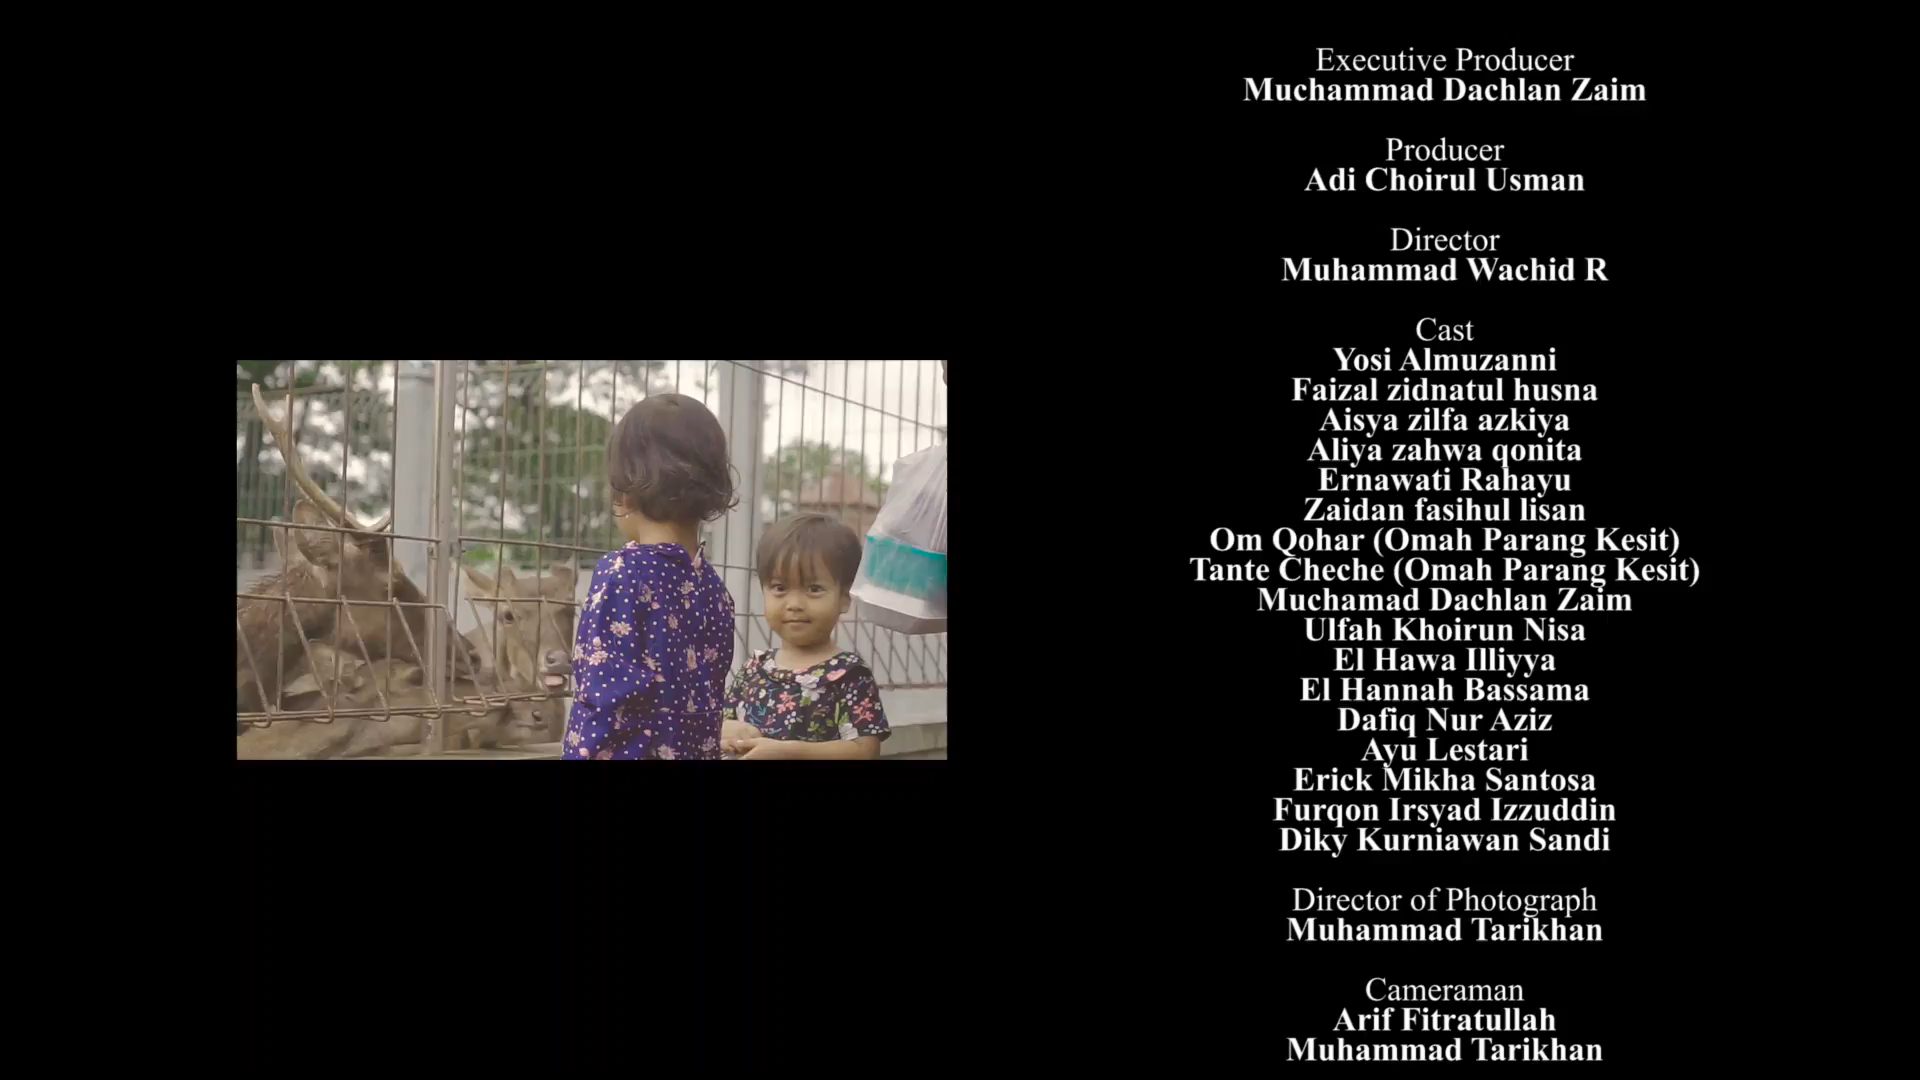 Executive Producer
Muchammad Dachlan Zaim
Producer
Adi Choirul Usman
Director
Muhammad Wachid R
Cast
Yosi Almuzanni
Faizal zidnatul husna
Aisya zilfa azkiya
Aliya zahwa qonita
Ernawati Rahayu
Zaidan fasihul lisan
Om Qohar (Omah Parang Kesit)
Tante Cheche (Omah Parang Kesit)
Muchamad Dachlan Zaim
Ulfah Khoirun Nisa
El Hawa Illiyya
El Hannah Bassama
Dafiq Nur Aziz
Ayu Lestari
Erick Mikha Santosa
Furqon Irsyad Izzuddin
Diky Kurniawan Sandi
Director of Photograph
Muhammad Tarikhan
Cameraman
Arif Fitratullah
Muhammad Tarikhan